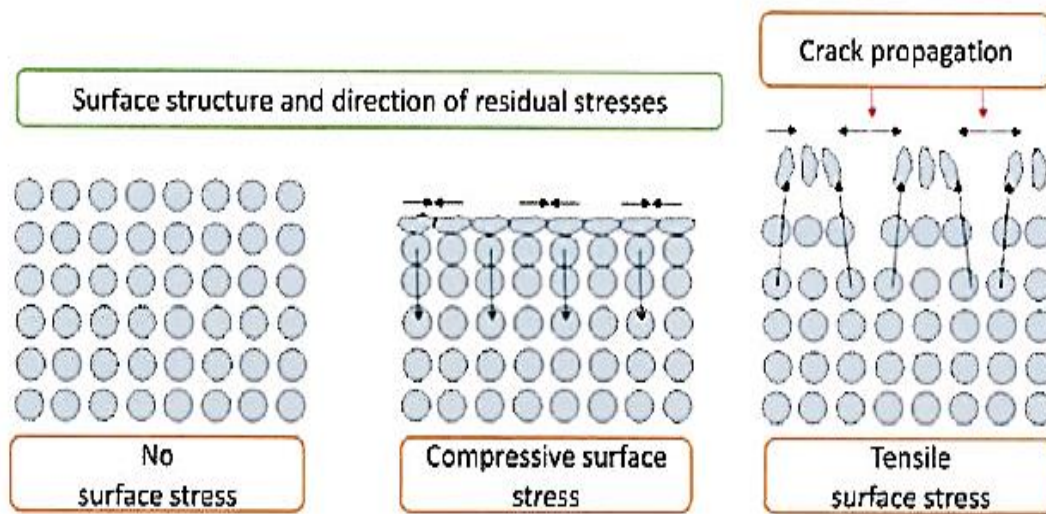 Crack propagation
Surface structure and direction of residual stresses
No
surface stress
Compressive surface
stress
Tensile
surface stress